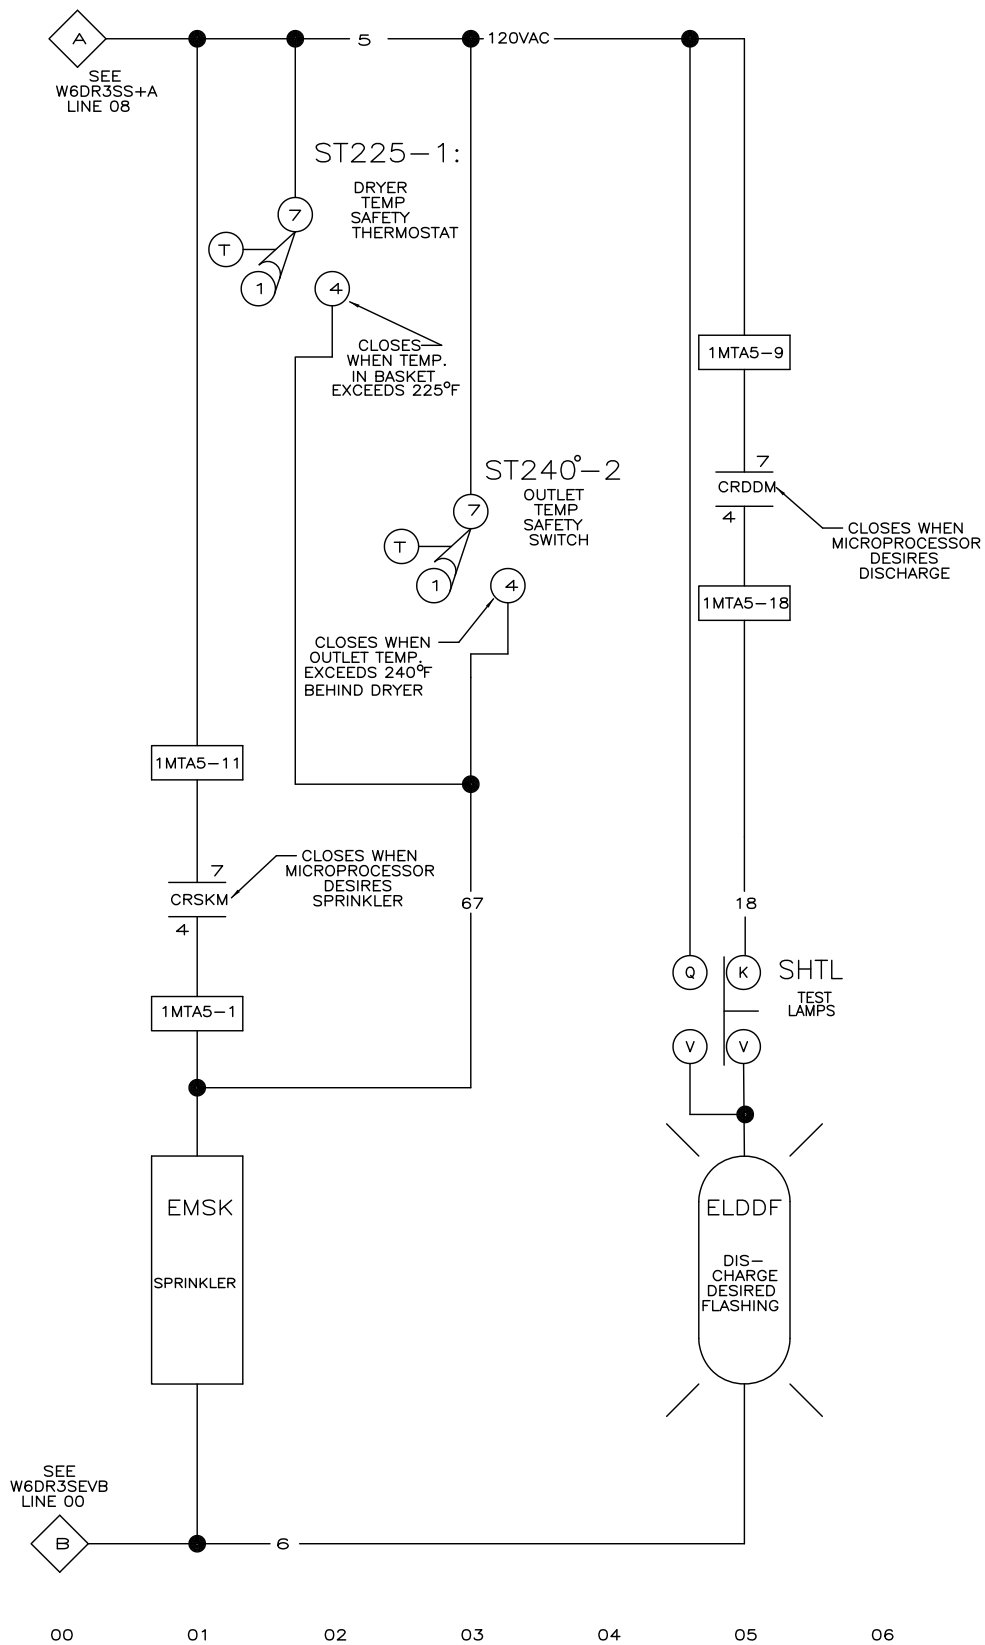 A
5
120VAC
SEE
W6DR3SS+A
LINE 08
ST225-1:
DRYER
TEMP
SAFETY
THERMOSTAT
7
T
1
4
CLOSES
WHEN TEMP.
IN BASKET
EXCEEDS 225°F
1MTA5-9
ST240°-2
OUTLET
TEMP
SAFETY
SWITCH
7
T
1
4
7
CRDDM
4
CLOSES WHEN
MICROPROCESSOR
DESIRES
DISCHARGE
1MTA5-18
CLOSES WHEN
OUTLET TEMP.
EXCEEDS 240°F
BEHIND DRYER
1MTA5-11
7
CRSKM
4
CLOSES WHEN
MICROPROCESSOR
DESIRES
SPRINKLER
67
18
Q
K
SHTL
TEST
LAMPS
1MTA5-1
V
V
EMSK
SPRINKLER
ELDDF
DIS-
CHARGE
DESIRED
FLASHING
SEE
W6DR3SEVB
LINE 00
B
6
00 01 02 03 04 05 06